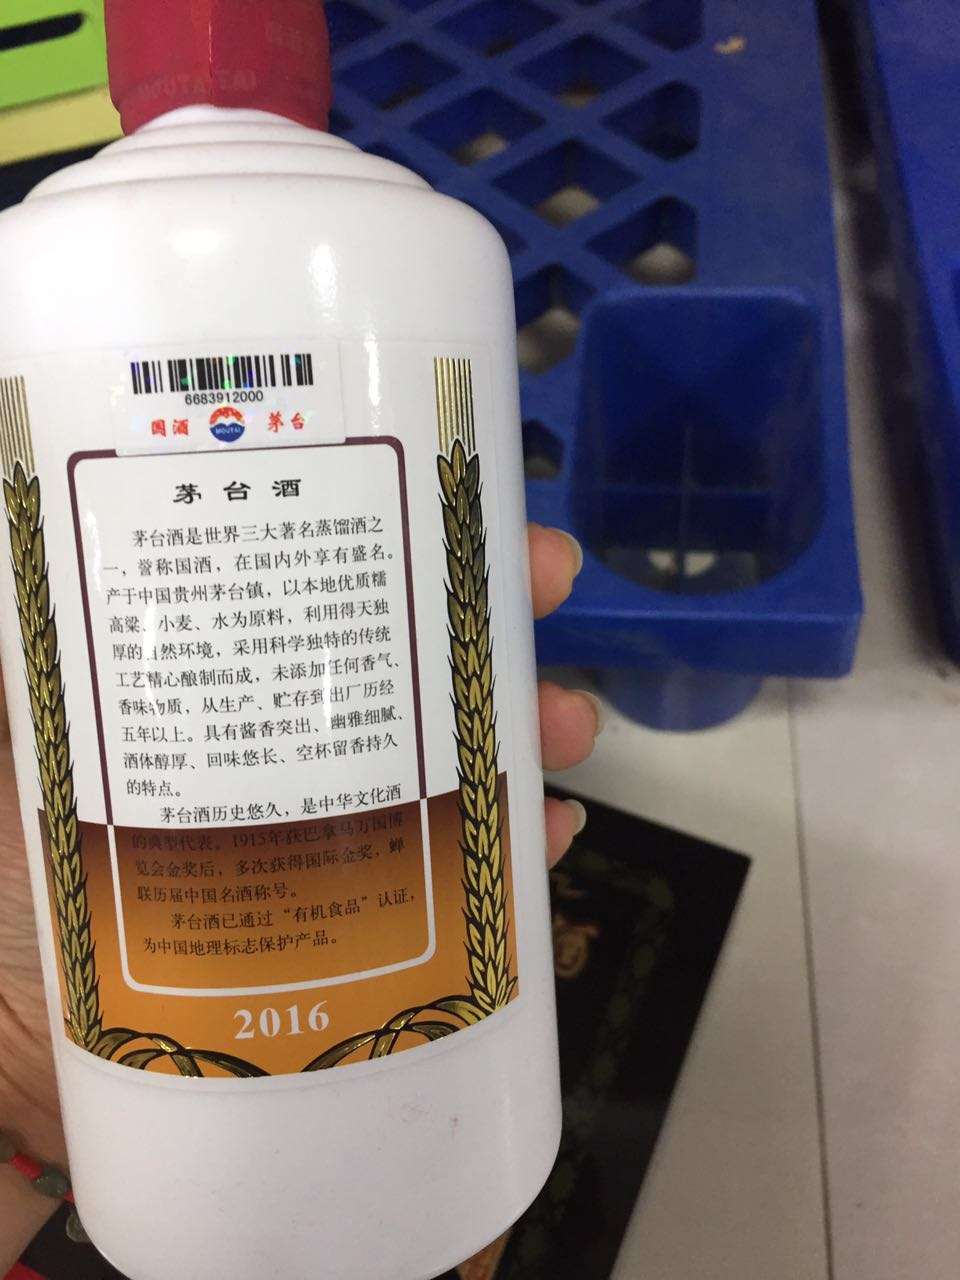 6683912000
国酒 MOUTAI 茅台
茅台酒
茅台酒是世界三大著名蒸馏酒之
一，誉称国酒，在国内外享有盛名。
产于中国贵州茅台镇，以本地优质糯
高粱、小麦、水为原料，利用得天独
厚的自然环境，采用科学独特的传统
工艺精心酿制而成，未添加任何香气、
香味物质，从生产、贮存到出厂历经
五年以上。具有酱香突出、幽雅细腻、
酒体醇厚、回味悠长、空杯留香持久
的特点。
茅台酒历史悠久，是中华文化酒
的典型代表。1915年获巴拿马万国博
览会金奖后，多次获得国际金奖，蝉
联历届中国名酒称号。
茅台酒已通过“有机食品”认证，
为中国地理标志保护产品。
2016